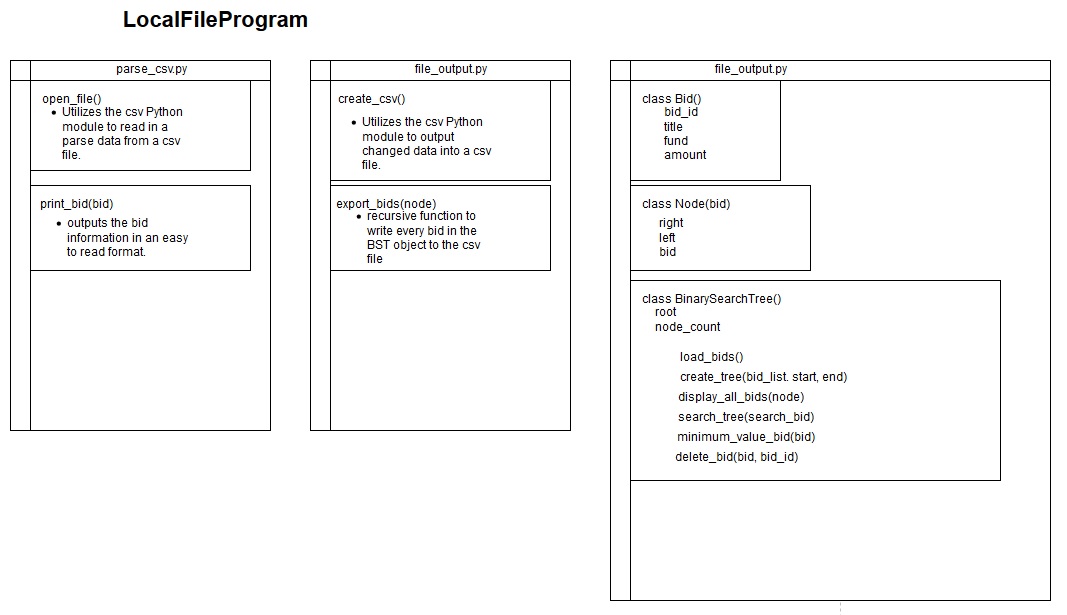 LocalFileProgram
parse_csv.py
open_file()
• Utilizes the csv Python
module to read in a
parse data from a csv
file.
print_bid(bid)
• outputs the bid
information in an easy
to read format.
file_output.py
create_csv()
• Utilizes the csv Python
module to output
changed data into a csv
file.
export_bids(node)
• recursive function to
write every bid in the
BST object to the csv
file
file_output.py
class Bid()
bid_id
title
fund
amount
class Node(bid)
right
left
bid
class BinarySearchTree()
root
node_count
load_bids()
create_tree(bid_list. start, end)
display_all_bids(node)
search_tree(search_bid)
minimum_value_bid(bid)
delete_bid(bid, bid_id)